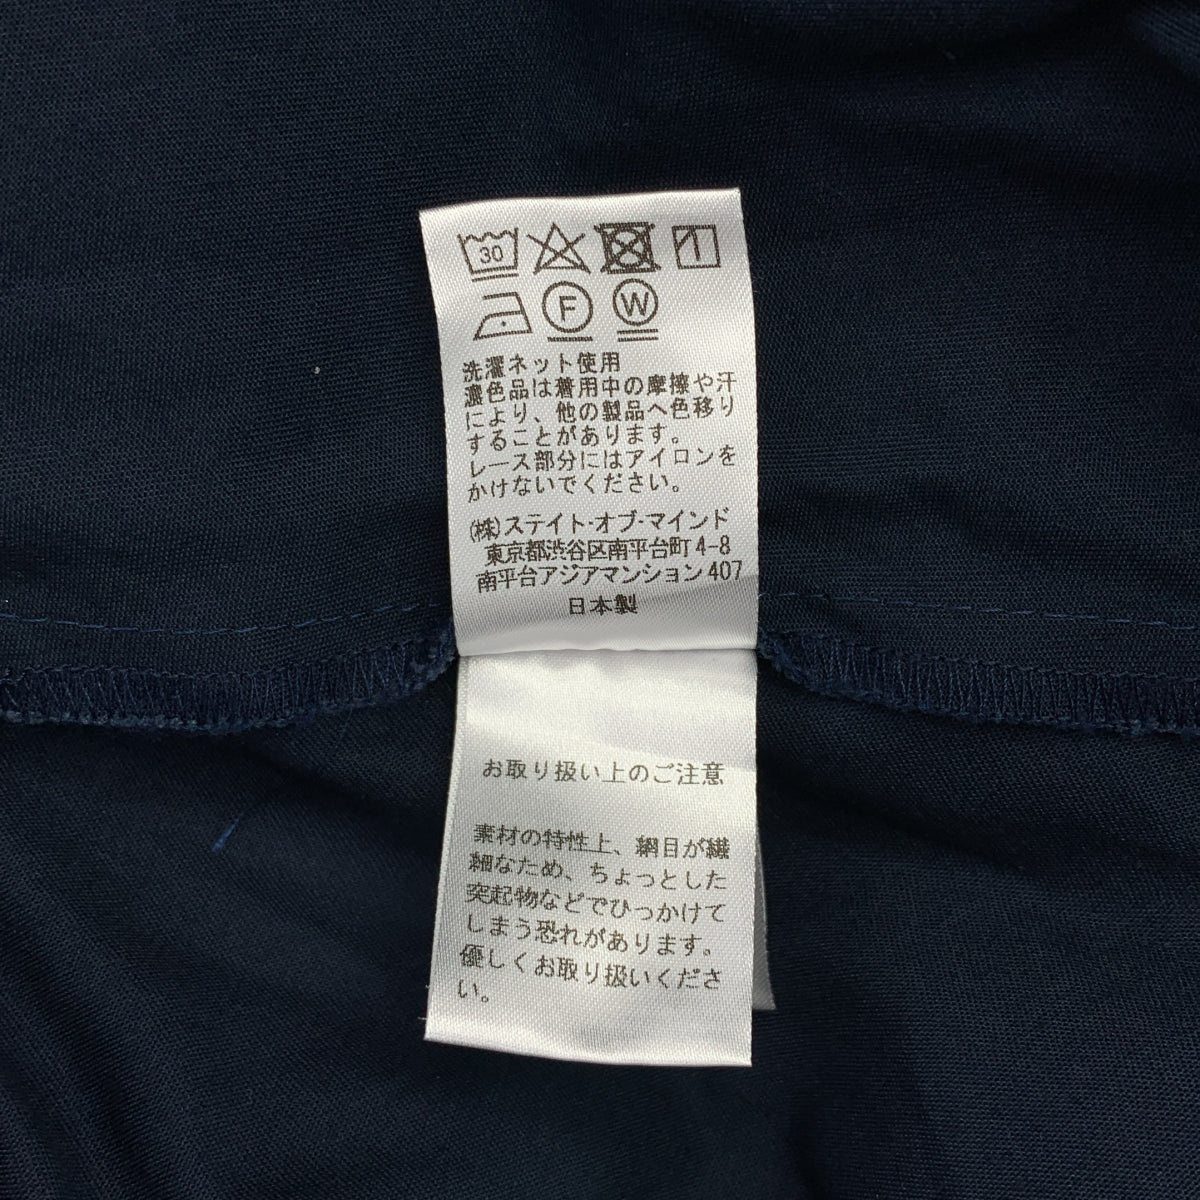 30
F W
洗濯ネット使用
濃色品は着用中の摩擦や汗
により、他の製品へ色移り
することがあります。
レース部分にはアイロンを
かけないでください。
(株)ステイト・オブ・マインド
東京都渋谷区南平台町4-8
南平台アジアマンション407
日本製
お取り扱い上のご注意
素材の特性上、網目が繊
細なため、ちょっとした
突起物などでひっかけて
しまう恐れがあります。
優しくお取り扱いくださ
い。